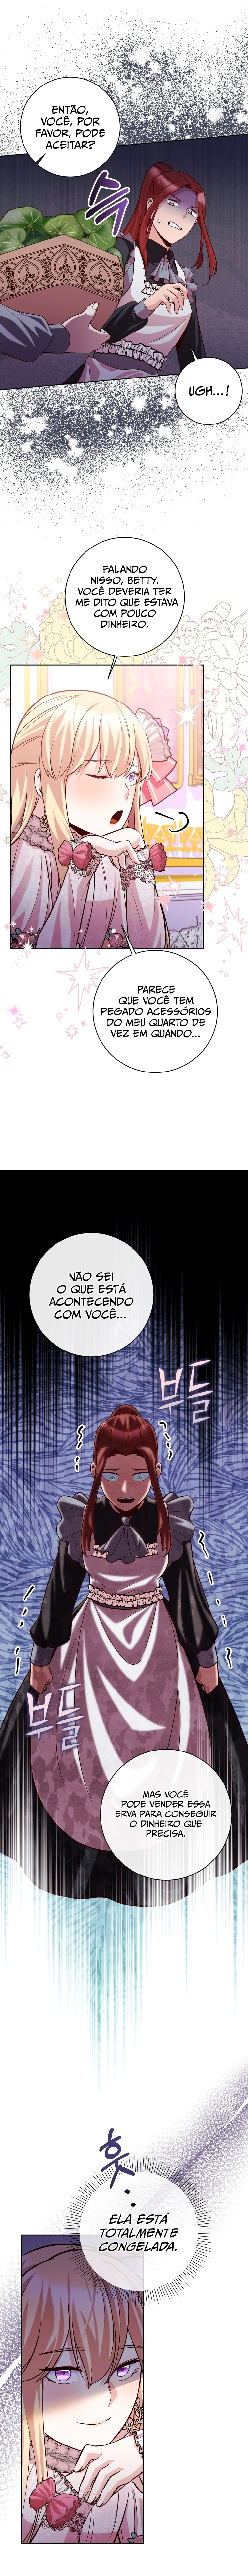 ENTÃO,
VOCÊ, POR
FAVOR, PODE
ACEITAR?
UGH...!
FALANDO
NISSO, BETTY.
VOCÊ DEVERIA TER
ME DITO QUE ESTAVA
COM POUCO
DINHEIRO.
PARECE
QUE VOCÊ TEM
PEGADO ACESSÓRIOS
DO MEU QUARTO DE
VEZ EM QUANDO...
NÃO SEI
O QUE ESTÁ
ACONTECENDO
COM VOCÊ...
부들
부들
MAS VOCÊ
PODE VENDER ESSA
ERVA PARA CONSEGUIR
O DINHEIRO QUE
PRECISA.
훗
ELA ESTÁ
TOTALMENTE
CONGELADA.